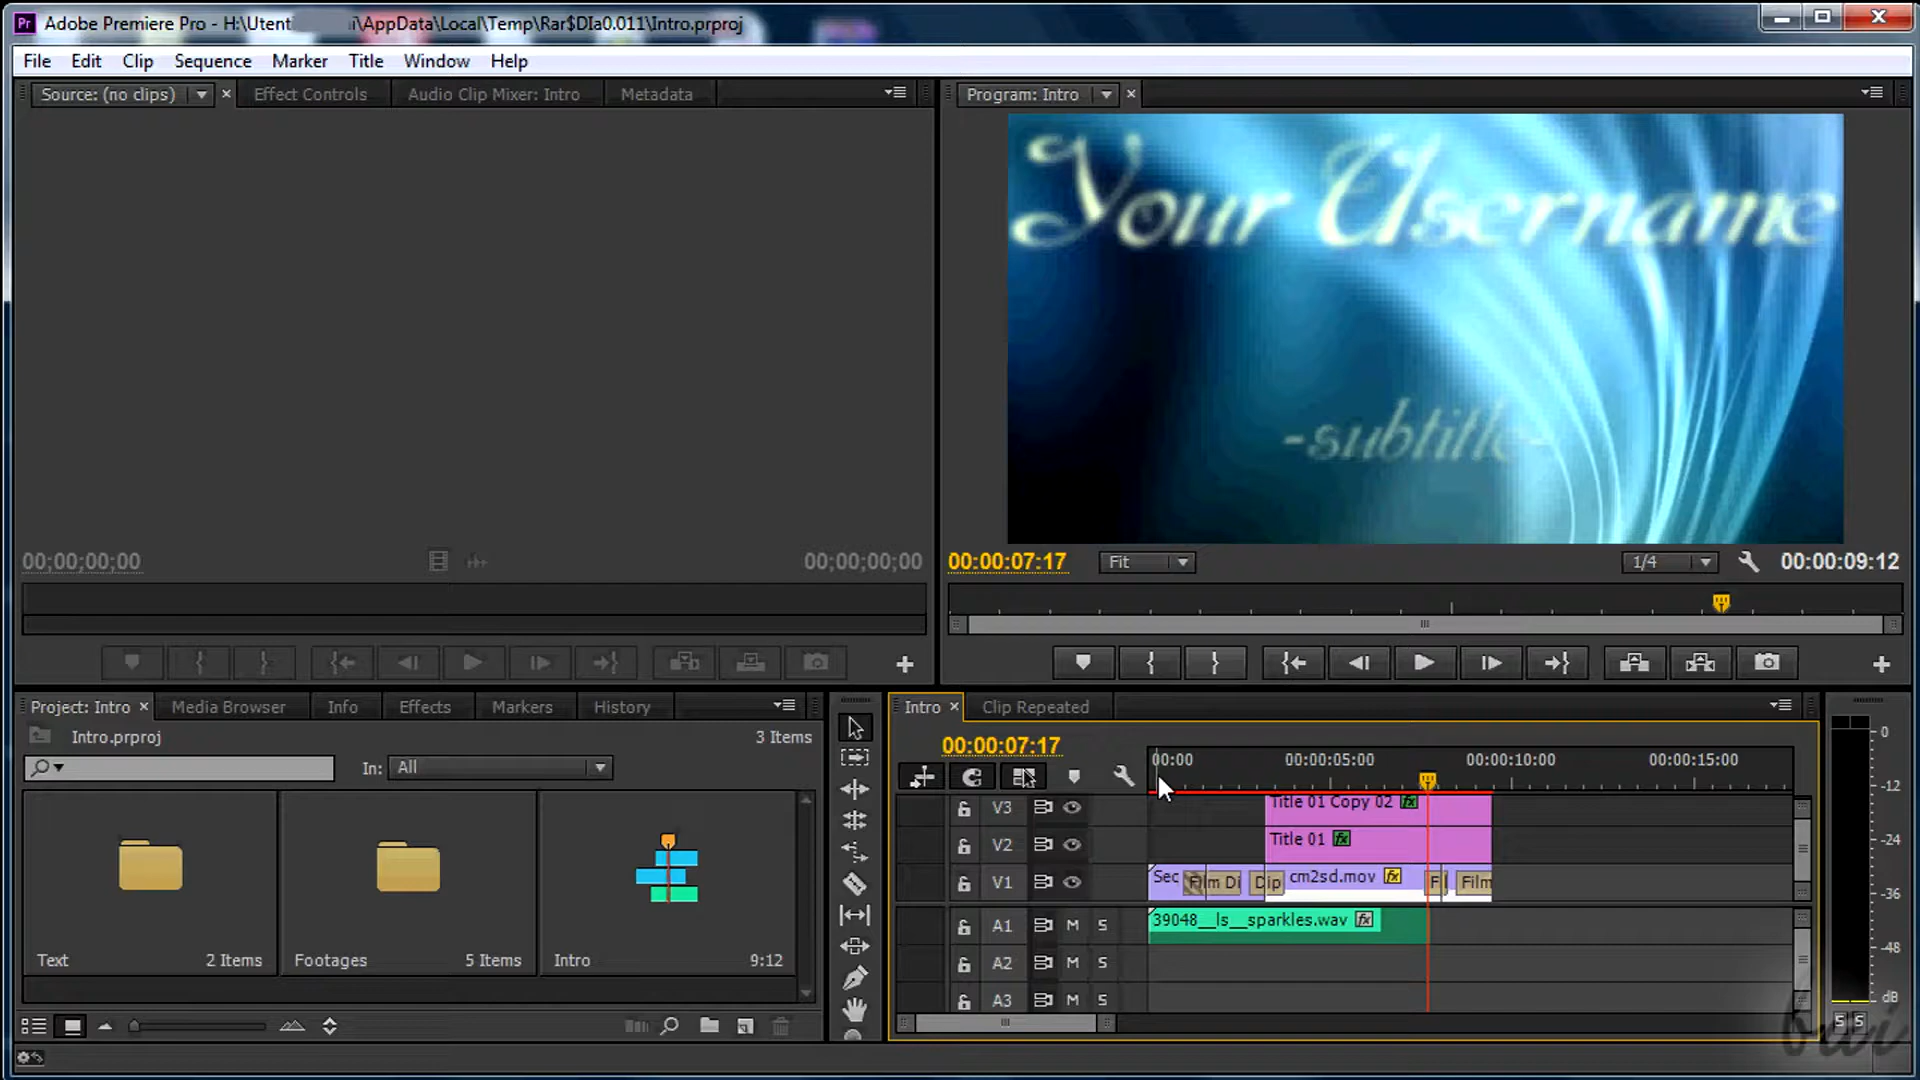 Adobe Premiere Pro - H:\Utent i\AppData\Local\Temp\Rar$DIa0.011\Intro.prproj
File Edit Clip Sequence Marker Title Window Help
Source: (no clips) Effect Controls Audio Clip Mixer: Intro Metadata
Program: Intro
Your Username
-subtitle-
00;00;00;00 00;00;00;00
00:00:07:17 Fit 1/4 00:00:09:12
Project: Intro Media Browser Info Effects Markers History
Intro.prproj 3 Items
In: All
Text 2 Items
Footages 5 Items
Intro 9:12
Intro Clip Repeated
00:00:07:17
00:00 00:00:05:00 00:00:10:00 00:00:15:00
V3 Title 01 Copy 02 fx
V2 Title 01 fx
V1 Sec Film Di Dip cm2sd.mov fx Fi Film
A1 M S 39048__ls__sparkles.wav fx
A2 M S
A3 M S
0
-12
-24
-36
-48
dB
S S